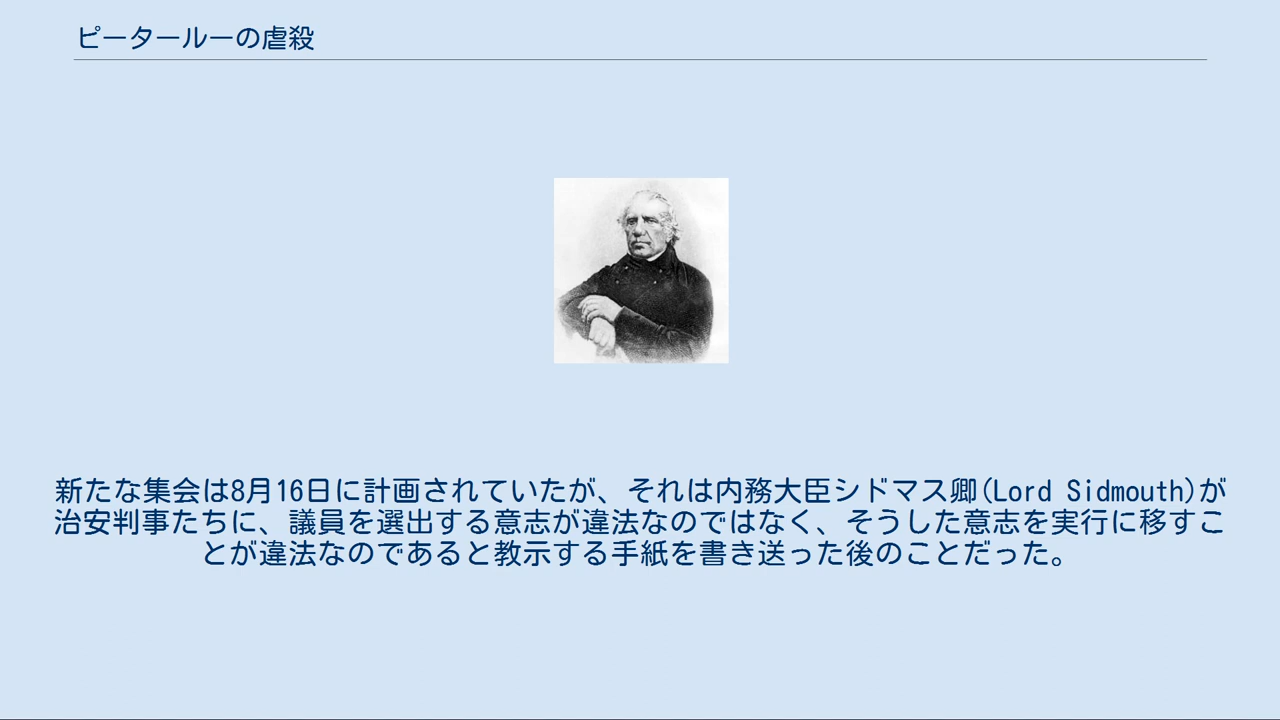 ピータールーの虐殺
新たな集会は8月16日に計画されていたが、それは内務大臣シドマス卿(Lord Sidmouth)が
治安判事たちに、議員を選出する意志が違法なのではなく、そうした意志を実行に移すこ
とが違法なのであると教示する手紙を書き送った後のことだった。